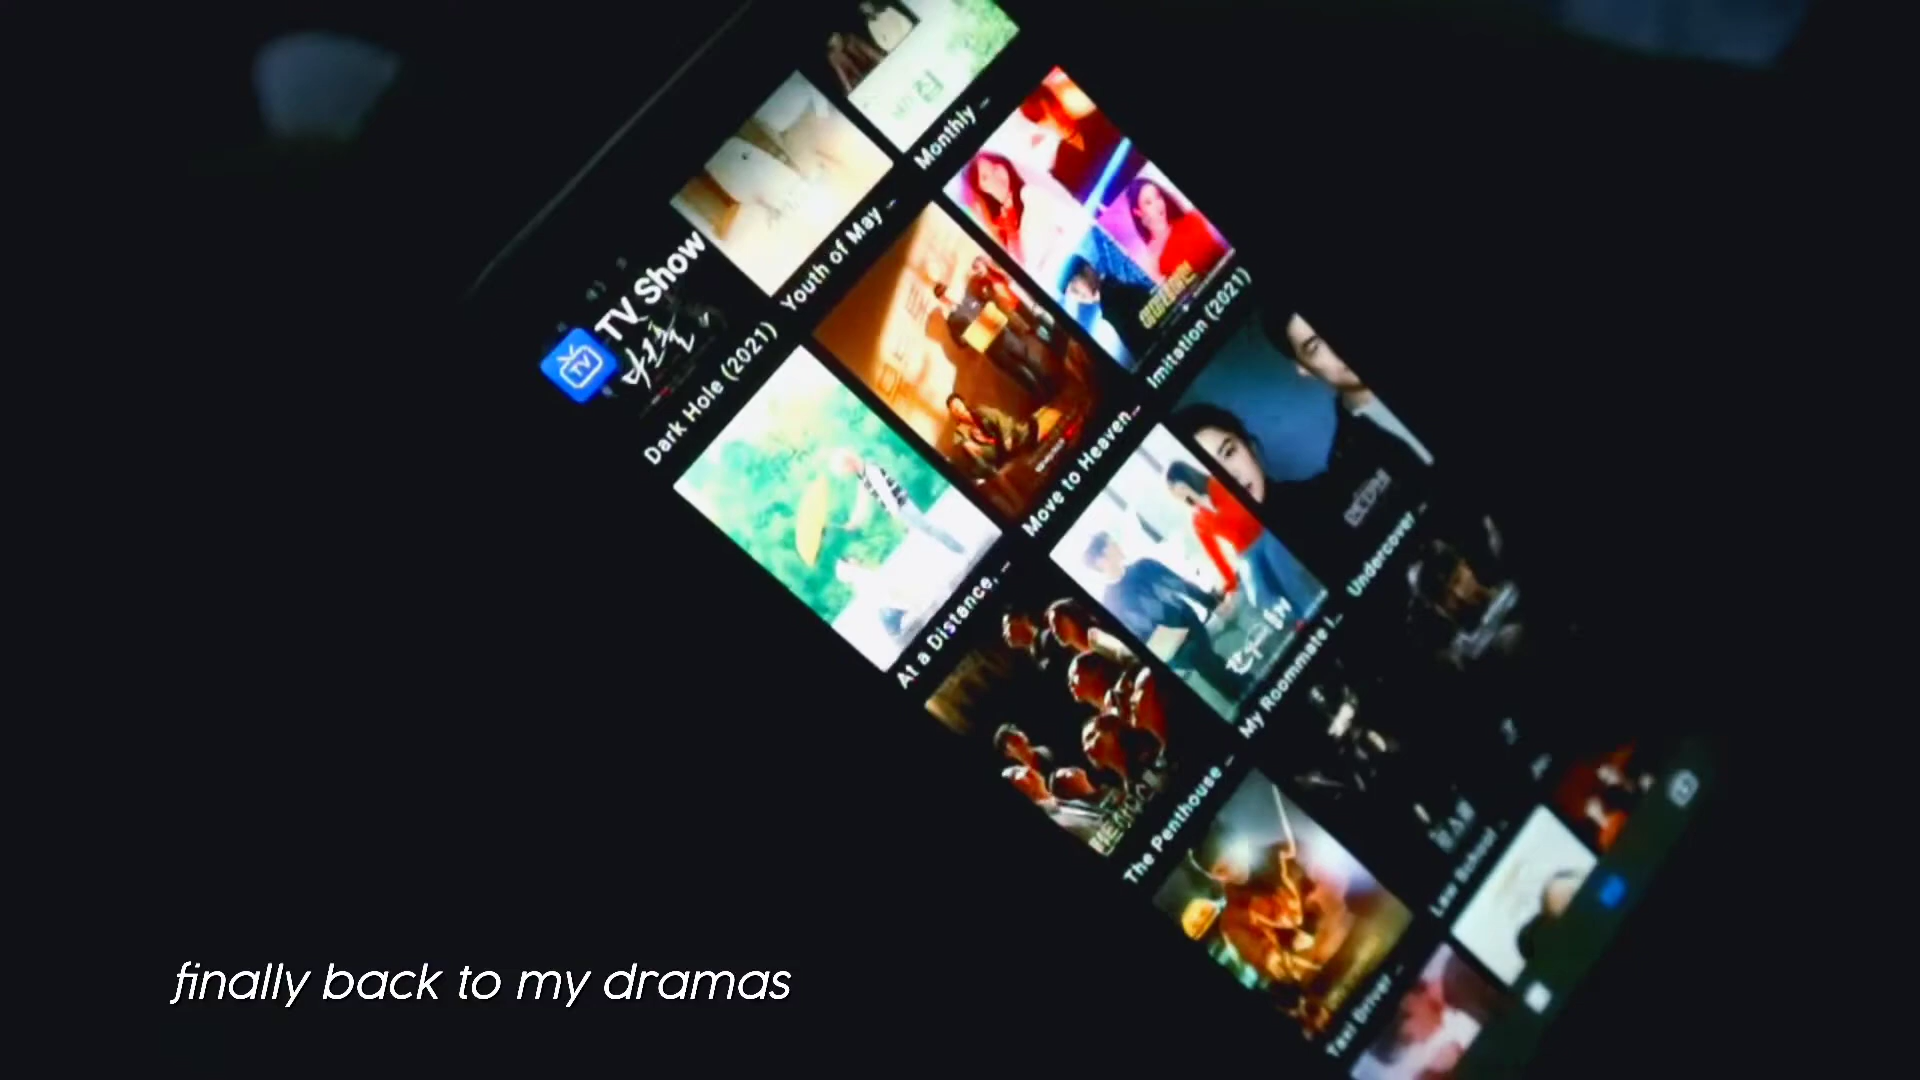 TV Show
TV
Dark Hole (2021)
Youth of May ...
Monthly ...
At a Distance, ...
Move to Heaven...
Imitation (2021)
The Penthouse ...
My Roommate I...
Undercover ...
Taxi Driver ...
Law School ...
finally back to my dramas